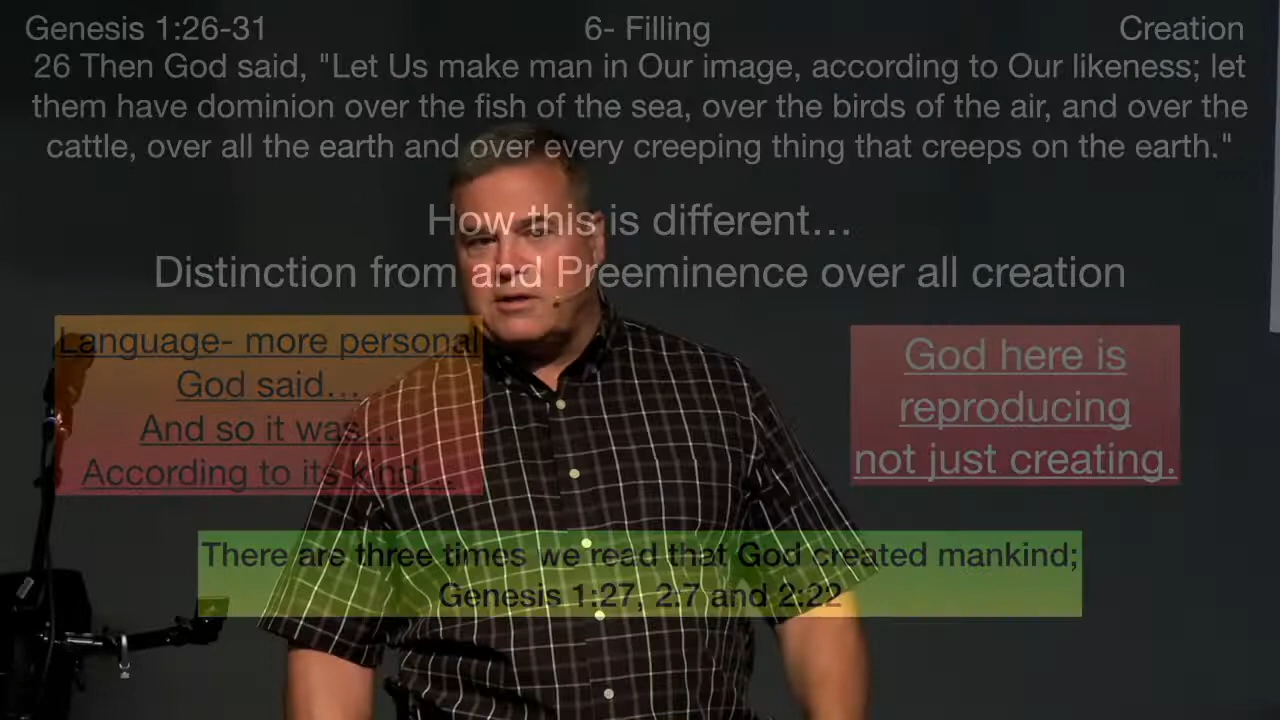 Genesis 1:26-31 6- Filling Creation
26 Then God said, "Let Us make man in Our image, according to Our likeness; let
them have dominion over the fish of the sea, over the birds of the air, and over the
cattle, over all the earth and over every creeping thing that creeps on the earth."
How this is different…
Distinction from and Preeminence over all creation
Language- more personal
God said…
And so it was…
According to its kind…
God here is
reproducing
not just creating.
There are three times we read that God created mankind;
Genesis 1:27, 2:7 and 2:22